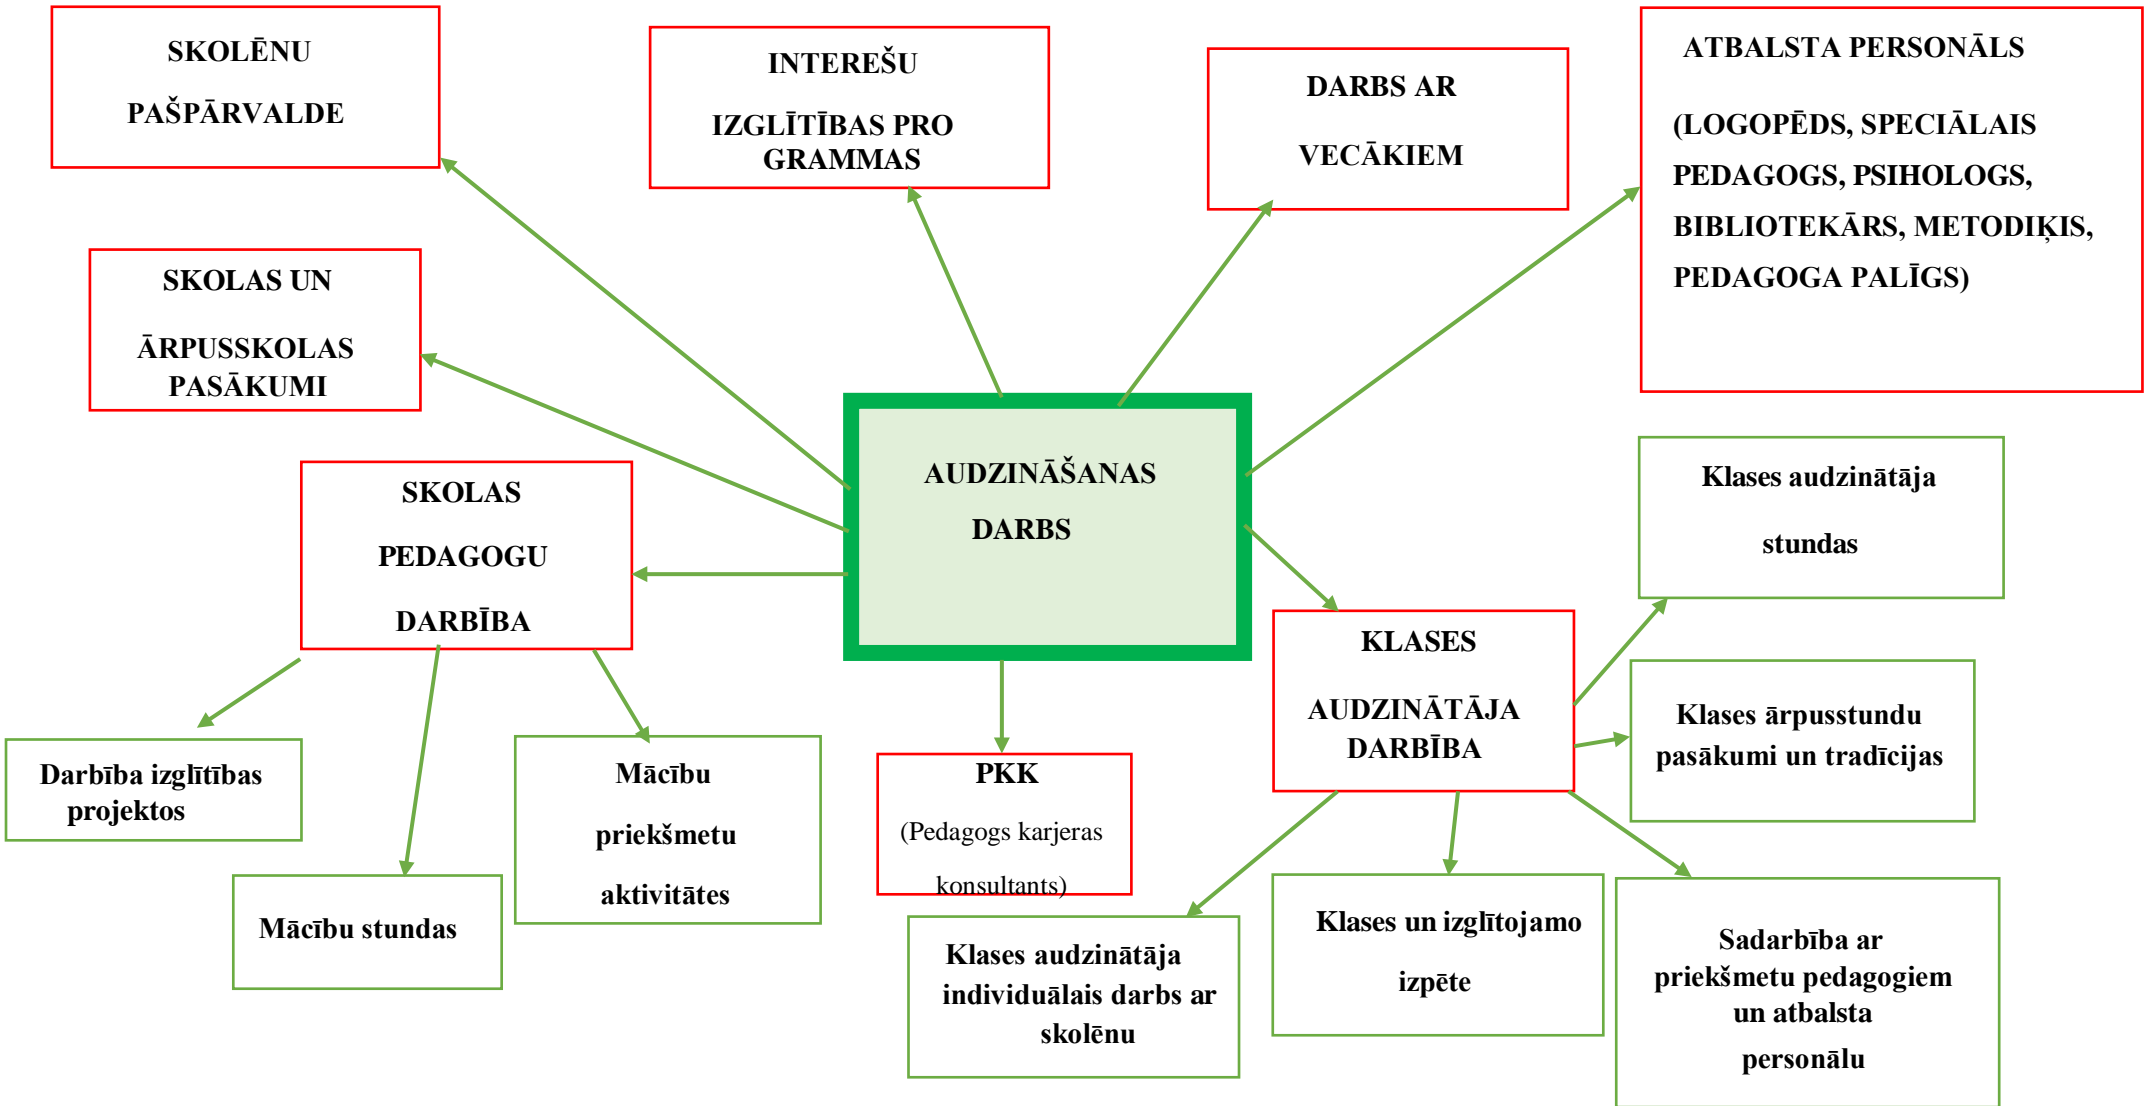 SKOLĒNU
PAŠPĀRVALDE
INTEREŠU
IZGLĪTĪBAS PRO
GRAMMAS
DARBS AR
VECĀKIEM
ATBALSTA PERSONĀLS
(LOGOPĒDS, SPECIĀLAIS
PEDAGOGS, PSIHOLOGS,
BIBLIOTEKĀRS, METODIĶIS,
PEDAGOGA PALĪGS)
SKOLAS UN
ĀRPUSSKOLAS
PASĀKUMI
AUDZINĀŠANAS
DARBS
SKOLAS
PEDAGOGU
DARBĪBA
Klases audzinātāja
stundas
KLASES
AUDZINĀTĀJA
DARBĪBA
Klases ārpusstundu
pasākumi un tradīcijas
Darbība izglītības
projektos
Mācību stundas
Mācību
priekšmetu
aktivitātes
PKK
(Pedagogs karjeras
konsultants)
Klases audzinātāja
individuālais darbs ar
skolēnu
Klases un izglītojamo
izpēte
Sadarbība ar
priekšmetu pedagogiem
un atbalsta
personālu